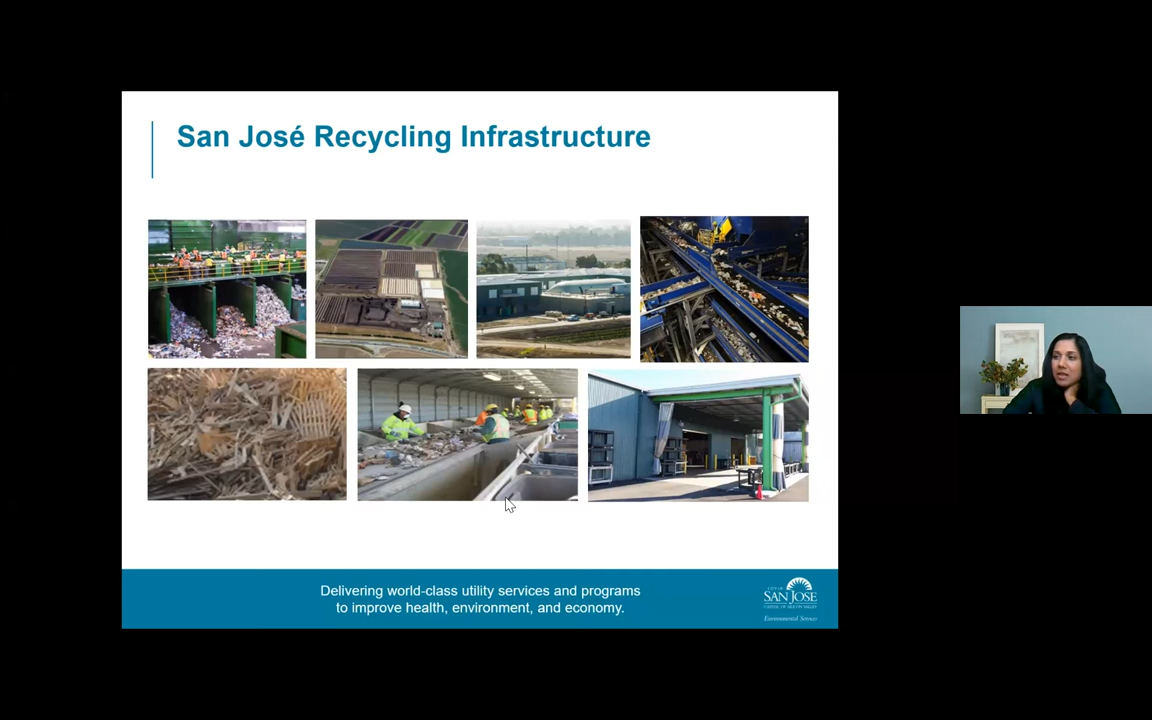 San José Recycling Infrastructure
Delivering world-class utility services and programs
to improve health, environment, and economy.
CITY OF
SAN JOSE
CAPITAL OF SILICON VALLEY
Environmental Services